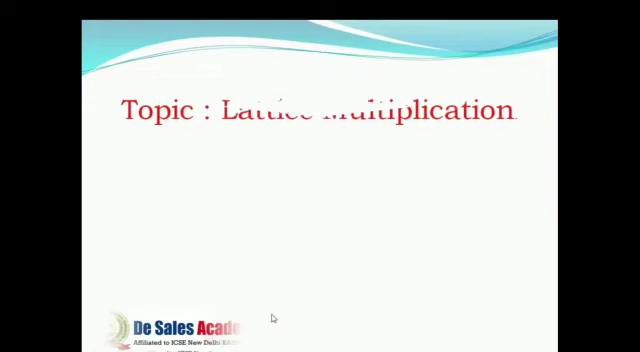 Topic : Lattice Multiplication
De Sales Acade
Affiliated to ICSE New Delhi